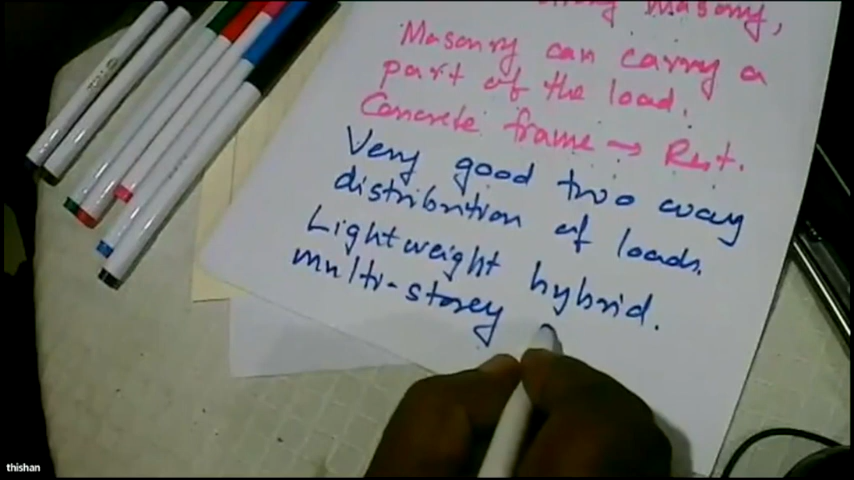 masonry,
Masonry can carry a
part of the load.
Concrete frame → Rest.
Very good two way
distribution of loads.
Lightweight hybrid.
multi-storey
thishan